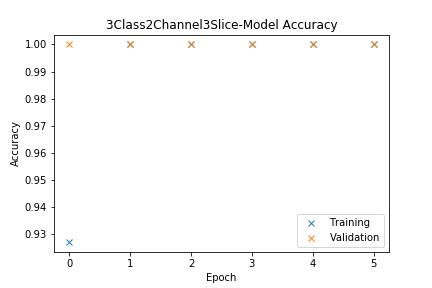 3Class2Channel3Slice-Model Accuracy
1.00
0.99
0.98
0.97
0.96
0.95
0.94
0.93
Accuracy
Training
Validation
0 1 2 3 4 5
Epoch